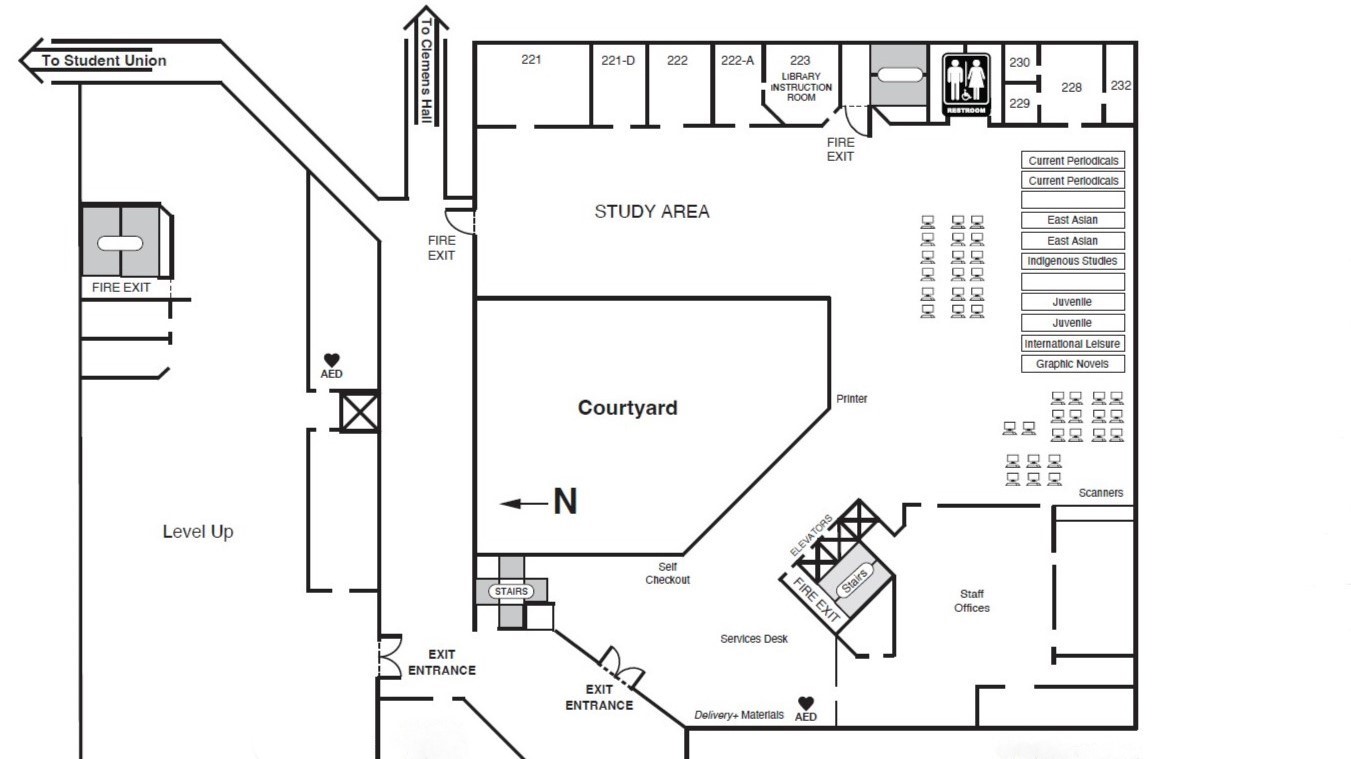 To Student Union
To Clemens Hall
FIRE EXIT
Level Up
AED
EXIT
ENTRANCE
FIRE
EXIT
STAIRS
N
Courtyard
STUDY AREA
221
221-D
222
222-A
223
LIBRARY
INSTRUCTION
ROOM
FIRE
EXIT
RESTROOM
230
229
228
232
EXIT
ENTRANCE
Self
Checkout
Services Desk
Delivery+ Materials
AED
ELEVATORS
FIRE EXIT
Stairs
Printer
Staff
Offices
Scanners
Current Periodicals
Current Periodicals
East Asian
East Asian
Indigenous Studies
Juvenile
Juvenile
International Leisure
Graphic Novels